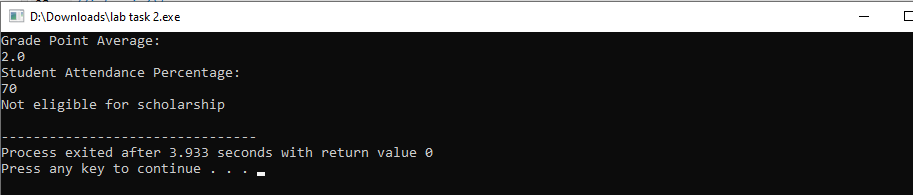 D:\Downloads\lab task 2.exe
Grade Point Average:
2.0
Student Attendance Percentage:
70
Not eligible for scholarship
--------------------------------
Process exited after 3.933 seconds with return value 0
Press any key to continue . . .